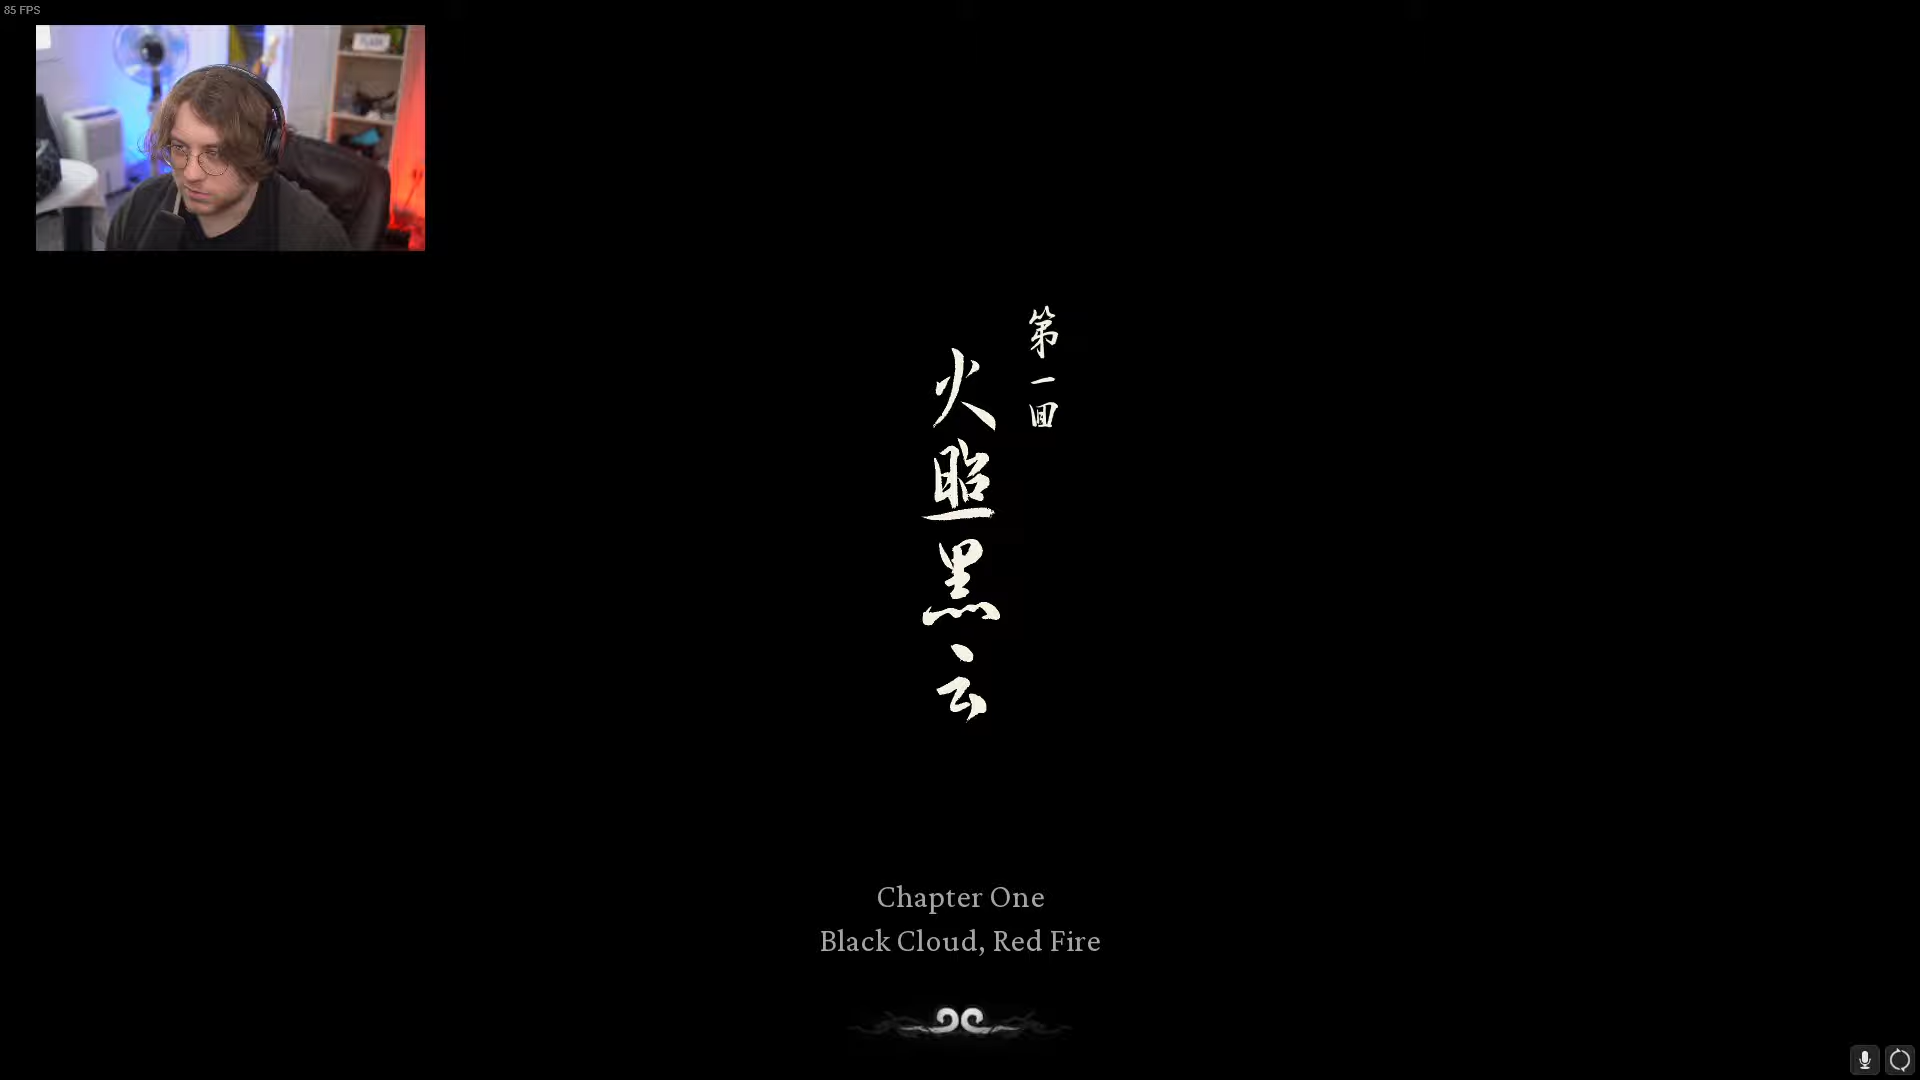 85 FPS
第一回
火照黑云
Chapter One
Black Cloud, Red Fire